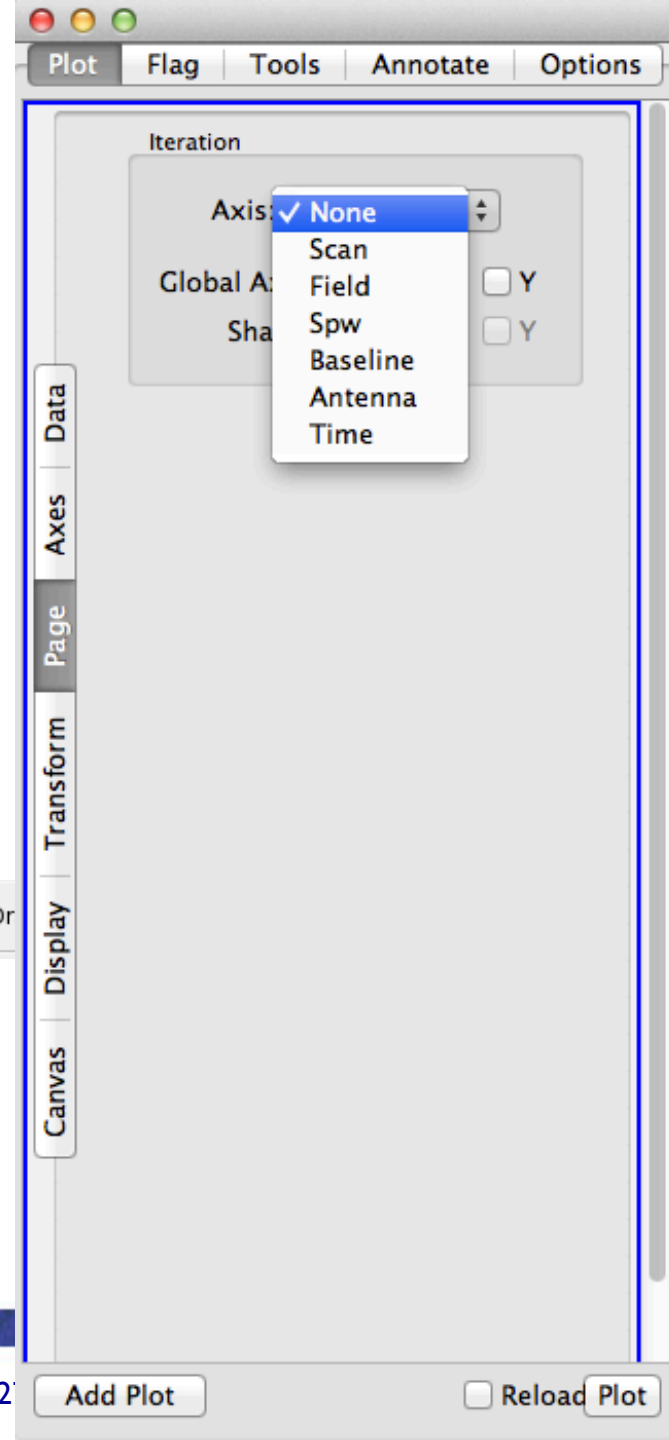 Plot Flag Tools Annotate Options
Iteration
Axis: ✓ None
Scan
Global A Field Y
Sha Spw Y
Baseline
Antenna
Time
Data
Axes
Page
Transform
Display
Canvas
Add Plot Reload Plot